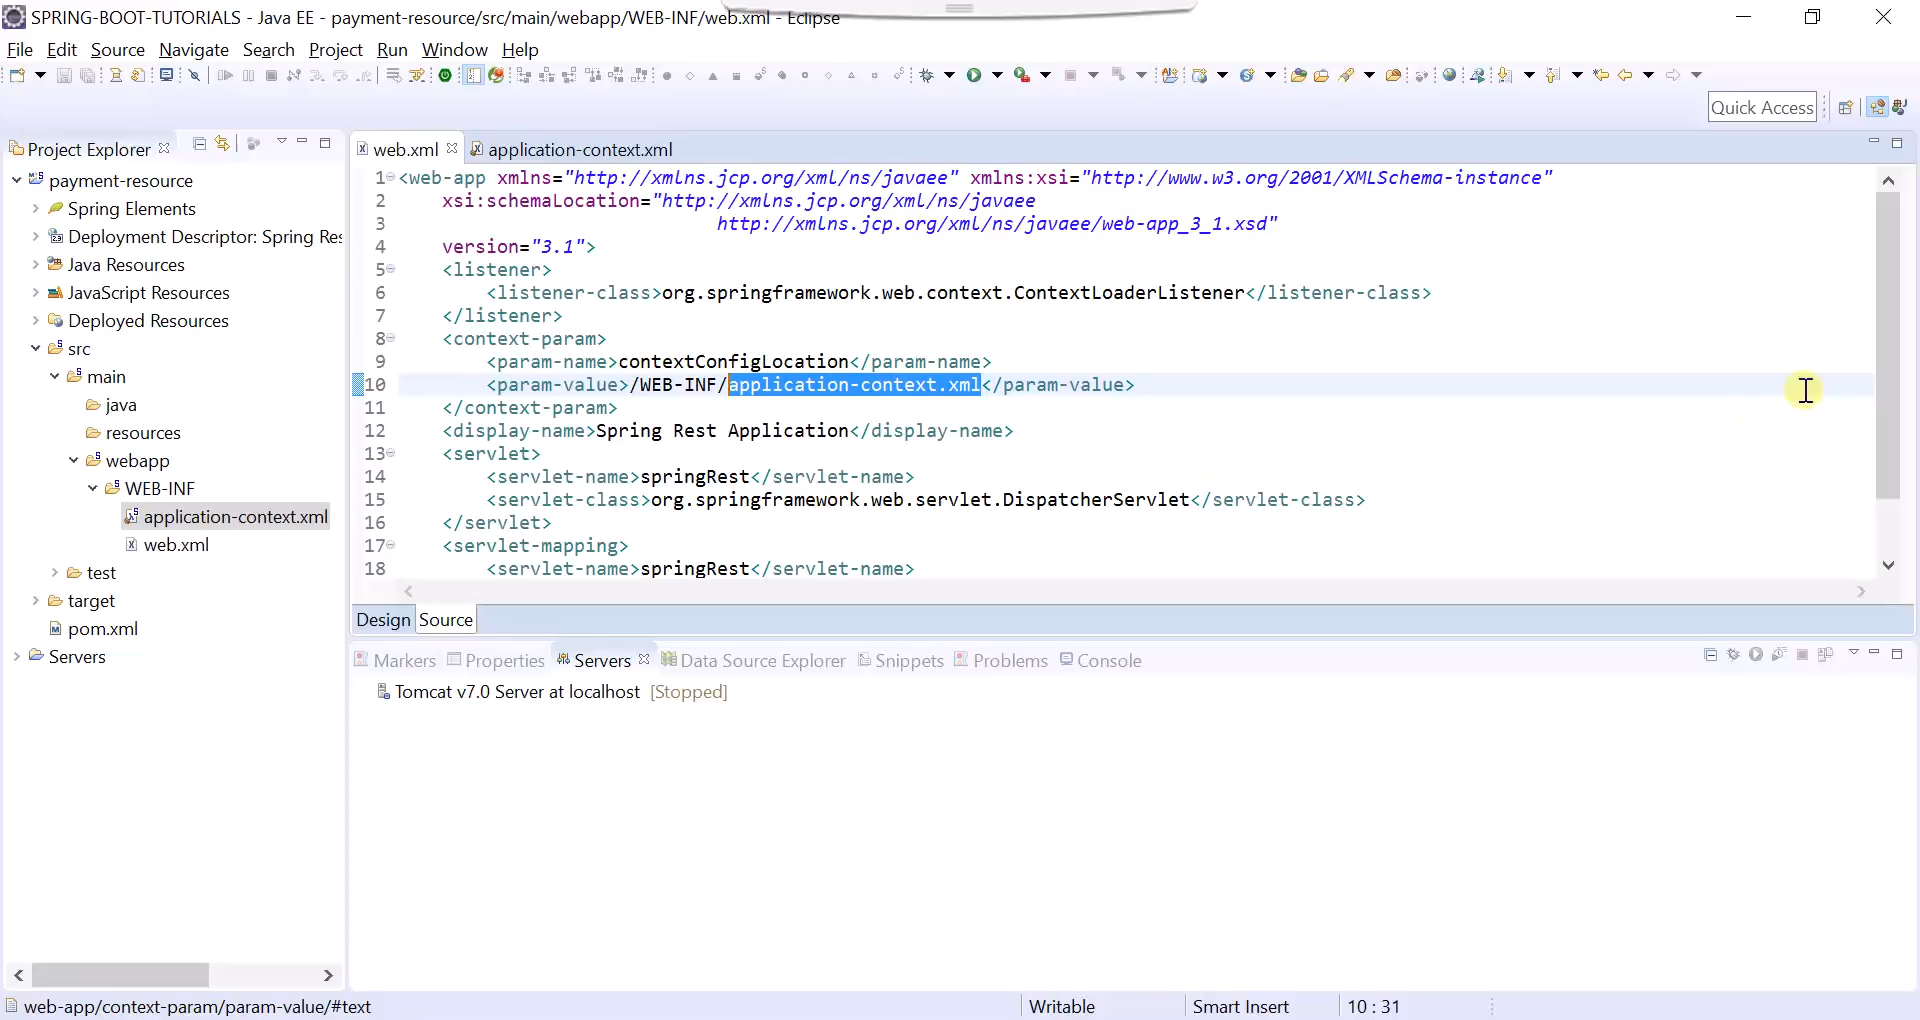 SPRING-BOOT-TUTORIALS - Java EE - payment-resource/src/main/webapp/WEB-INF/web.xml - Eclipse
File Edit Source Navigate Search Project Run Window Help
Quick Access
Project Explorer
payment-resource
Spring Elements
Deployment Descriptor: Spring Res
Java Resources
JavaScript Resources
Deployed Resources
src
main
java
resources
webapp
WEB-INF
application-context.xml
web.xml
test
target
pom.xml
Servers
web.xml application-context.xml
1 <web-app xmlns="http://xmlns.jcp.org/xml/ns/javaee" xmlns:xsi="http://www.w3.org/2001/XMLSchema-instance"
2 xsi:schemaLocation="http://xmlns.jcp.org/xml/ns/javaee
3 http://xmlns.jcp.org/xml/ns/javaee/web-app_3_1.xsd"
4 version="3.1">
5 <listener>
6 <listener-class>org.springframework.web.context.ContextLoaderListener</listener-class>
7 </listener>
8 <context-param>
9 <param-name>contextConfigLocation</param-name>
10 <param-value>/WEB-INF/application-context.xml</param-value>
11 </context-param>
12 <display-name>Spring Rest Application</display-name>
13 <servlet>
14 <servlet-name>springRest</servlet-name>
15 <servlet-class>org.springframework.web.servlet.DispatcherServlet</servlet-class>
16 </servlet>
17 <servlet-mapping>
18 <servlet-name>springRest</servlet-name>
Design Source
Markers Properties Servers Data Source Explorer Snippets Problems Console
Tomcat v7.0 Server at localhost [Stopped]
web-app/context-param/param-value/#text Writable Smart Insert 10 : 31